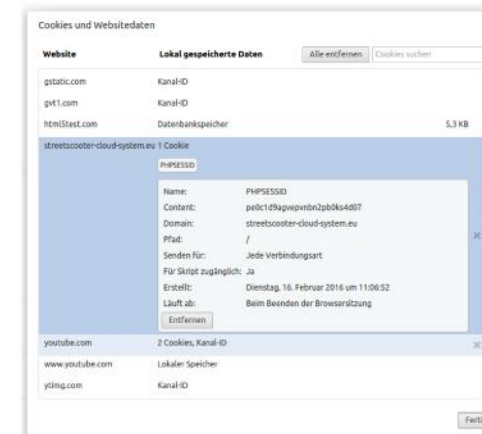 Cookies und Websitedaten
Website Lokal gespeicherte Daten Alle entfernen Cookies suchen
gstatic.com Kanal-ID
gvt1.com Kanal-ID
html5test.com Datenbankspeicher 5,3 KB
streetscooter-cloud-system.eu 1 Cookie
PHPSESSID
Name: PHPSESSID
Content: pe0c1d9agvepvnbn2pb0ks4d07
Domain: streetscooter-cloud-system.eu
Pfad: /
Senden für: Jede Verbindungsart
Für Skript zugänglich: Ja
Erstellt: Dienstag, 16. Februar 2016 um 11:06:52
Läuft ab: Beim Beenden der Browsersitzung
Entfernen
youtube.com 2 Cookies, Kanal-ID
www.youtube.com Lokaler Speicher
ytimg.com Kanal-ID
Ferti